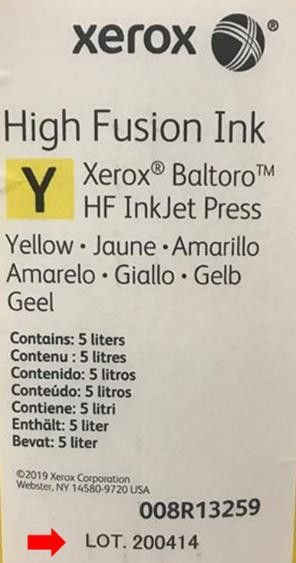 xerox ®
High Fusion Ink
Y
Xerox® Baltoro™
HF InkJet Press
Yellow • Jaune • Amarillo
Amarelo • Giallo • Gelb
Geel
Contains: 5 liters
Contenu : 5 litres
Contenido: 5 litros
Conteúdo: 5 litros
Contiene: 5 litri
Enthält: 5 liter
Bevat: 5 liter
©2019 Xerox Corporation
Webster, NY 14580-9720 USA
008R13259
LOT. 200414